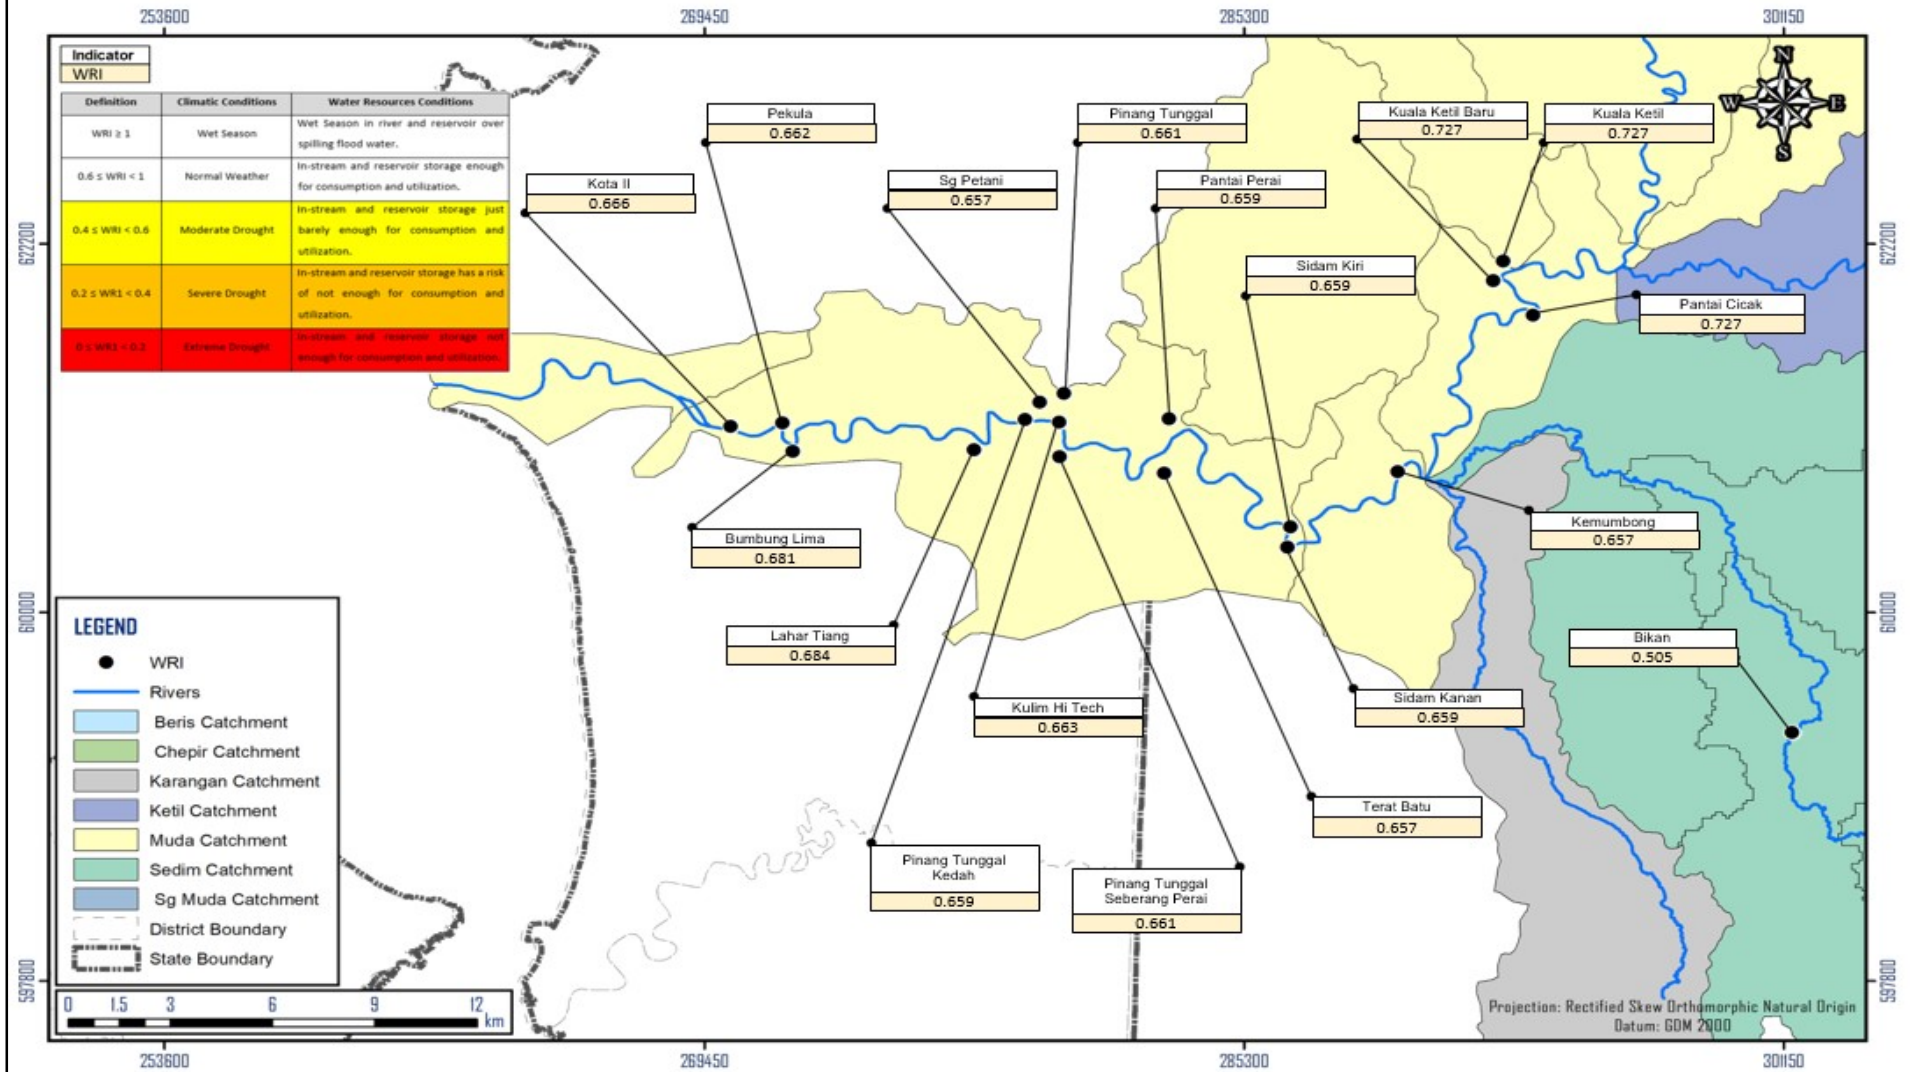 253600
269450
285300
301150
Indicator
WRI
Definition
Climatic Conditions
Water Resources Conditions
WRI ≥ 1
Wet Season
Wet Season in river and reservoir over
spilling flood water.
0.6 ≤ WRI < 1
Normal Weather
In-stream and reservoir storage enough
for consumption and utilization.
0.4 ≤ WRI < 0.6
Moderate Drought
In-stream and reservoir storage just
barely enough for consumption and
utilization.
0.2 ≤ WR1 < 0.4
Severe Drought
In-stream and reservoir storage has a risk
of not enough for consumption and
utilization.
0 ≤ WR1 < 0.2
Extreme Drought
In-stream and reservoir storage not
enough for consumption and utilization.
N
W
E
S
Pekula
0.662
Pinang Tunggal
0.661
Kuala Ketil Baru
0.727
Kuala Ketil
0.727
Kota II
0.666
Sg Petani
0.657
Pantai Perai
0.659
622200
622200
Sidam Kiri
0.659
Pantai Cicak
0.727
Bumbung Lima
0.681
Kemumbong
0.657
610000
610000
Lahar Tiang
0.684
Bikan
0.505
Kulim Hi Tech
0.663
Sidam Kanan
0.659
Terat Batu
0.657
Pinang Tunggal
Kedah
0.659
Pinang Tunggal
Seberang Perai
0.661
LEGEND
WRI
Rivers
Beris Catchment
Chepir Catchment
Karangan Catchment
Ketil Catchment
Muda Catchment
Sedim Catchment
Sg Muda Catchment
District Boundary
State Boundary
597800
597800
0 1.5 3 6 9 12
km
Projection: Rectified Skew Orthomorphic Natural Origin
Datum: GDM 2000
253600
269450
285300
301150